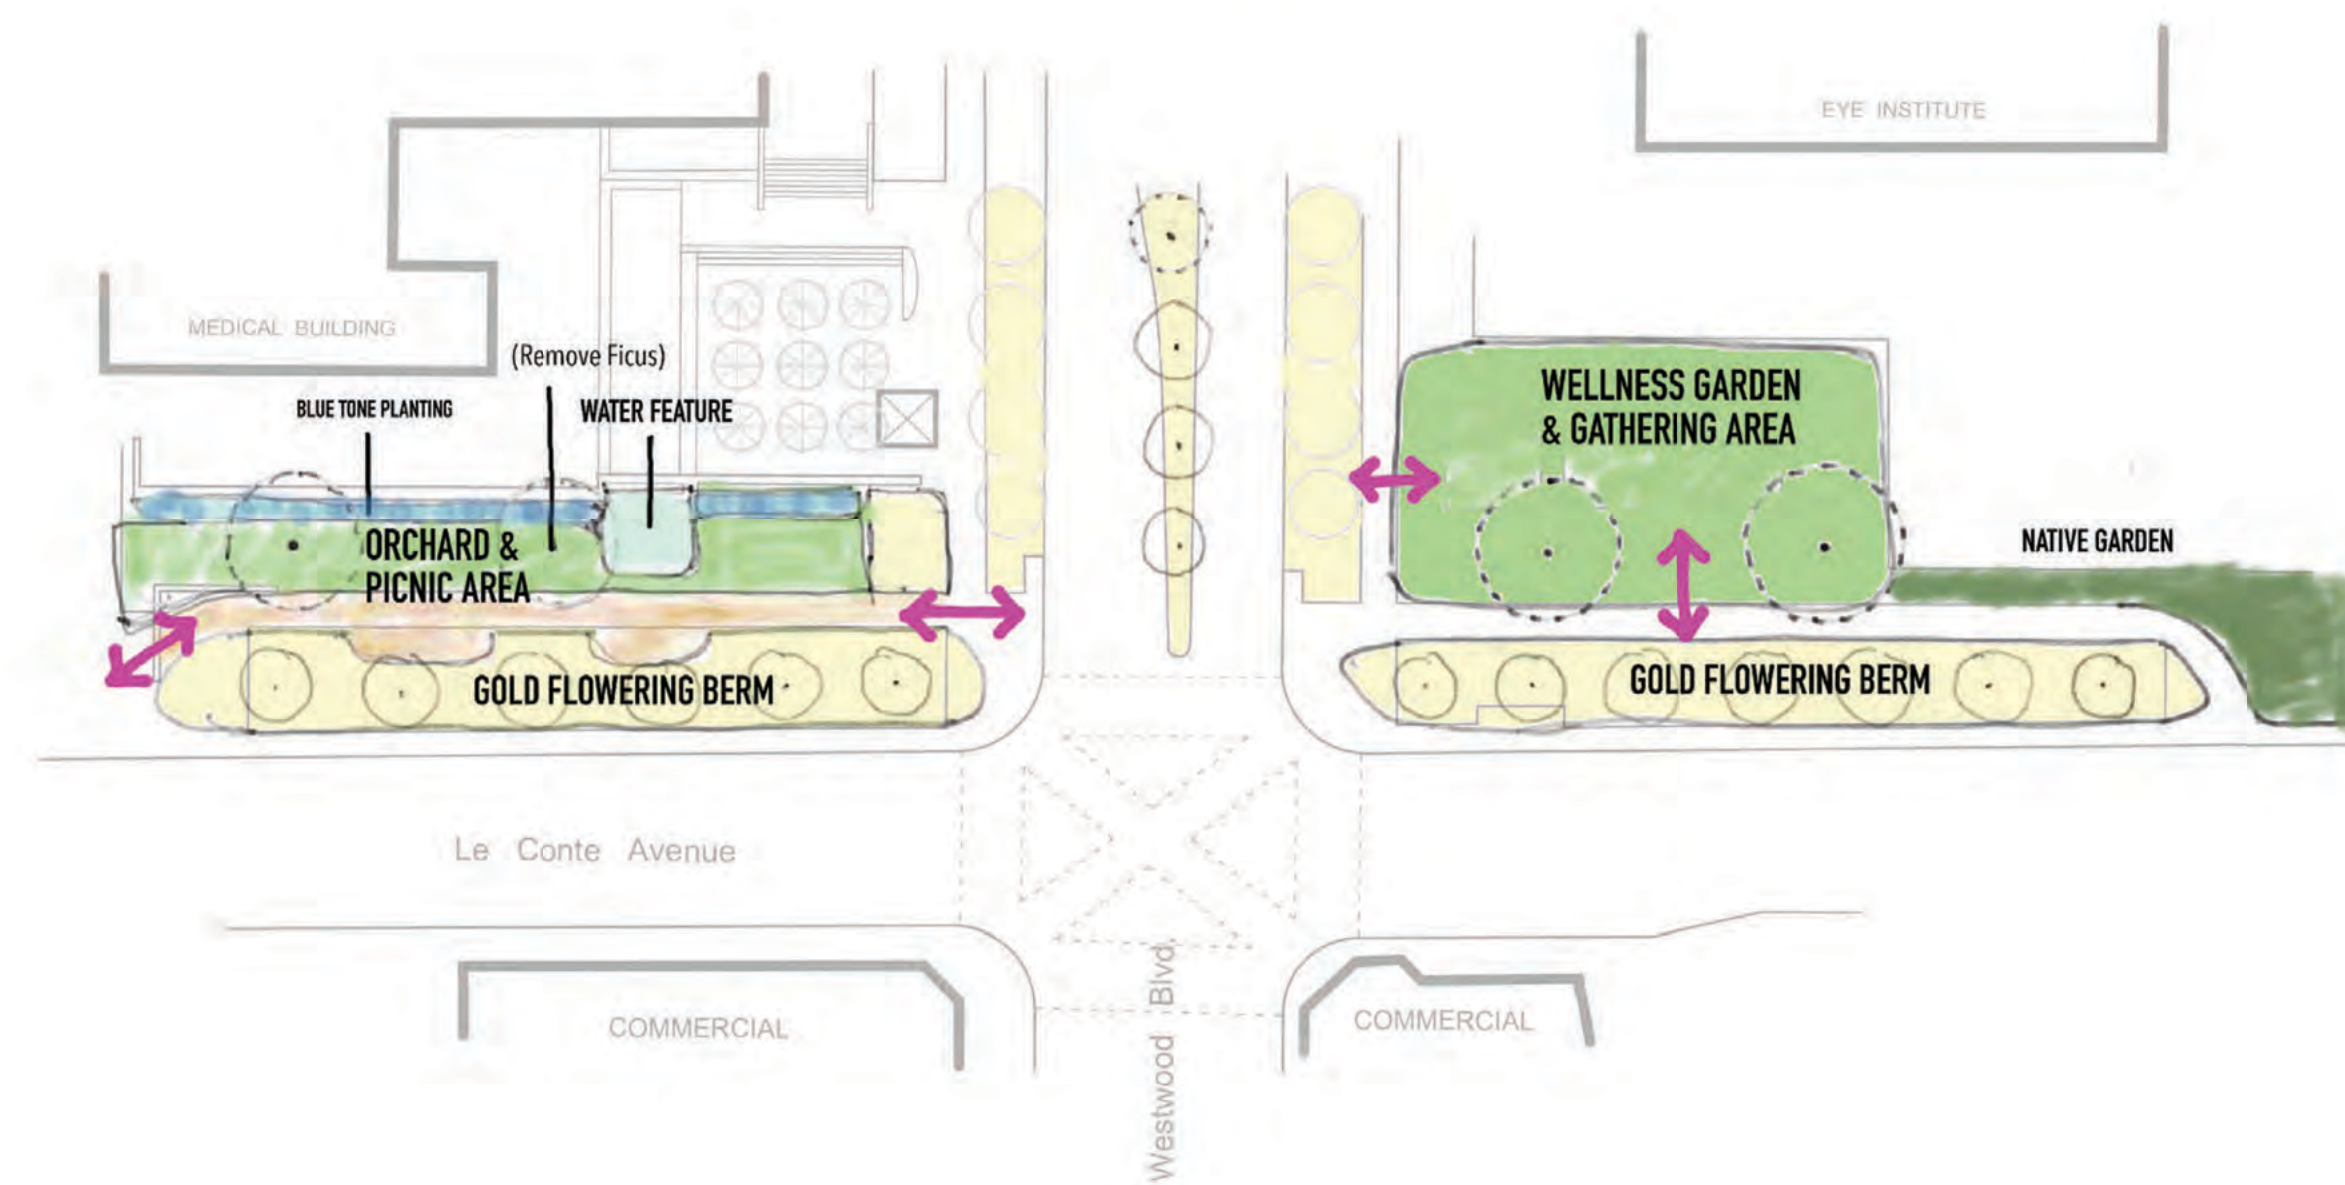 EYE INSTITUTE
MEDICAL BUILDING
(Remove Ficus)
BLUE TONE PLANTING
WATER FEATURE
WELLNESS GARDEN
& GATHERING AREA
ORCHARD &
PICNIC AREA
NATIVE GARDEN
GOLD FLOWERING BERM
GOLD FLOWERING BERM
Le Conte Avenue
Westwood Blvd.
COMMERCIAL
COMMERCIAL